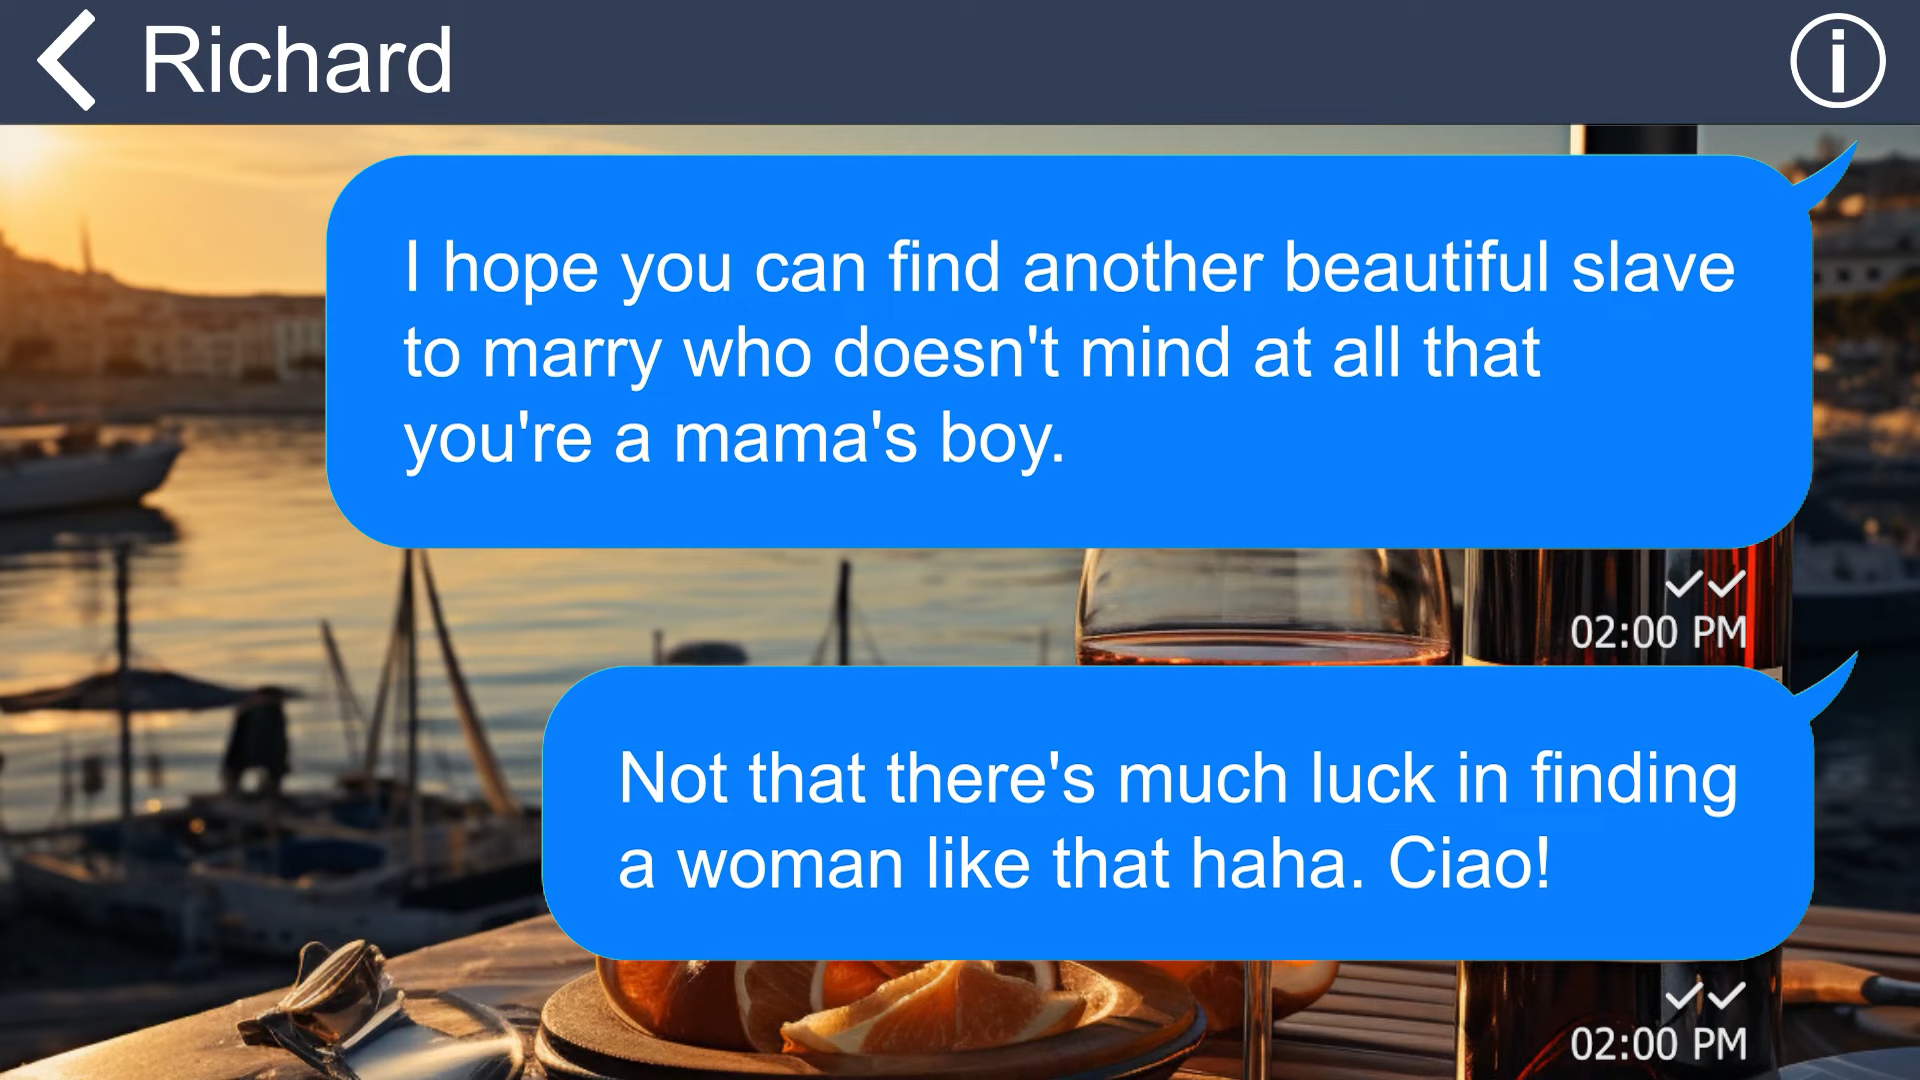 Richard
I hope you can find another beautiful slave
to marry who doesn't mind at all that
you're a mama's boy.
02:00 PM
Not that there's much luck in finding
a woman like that haha. Ciao!
02:00 PM